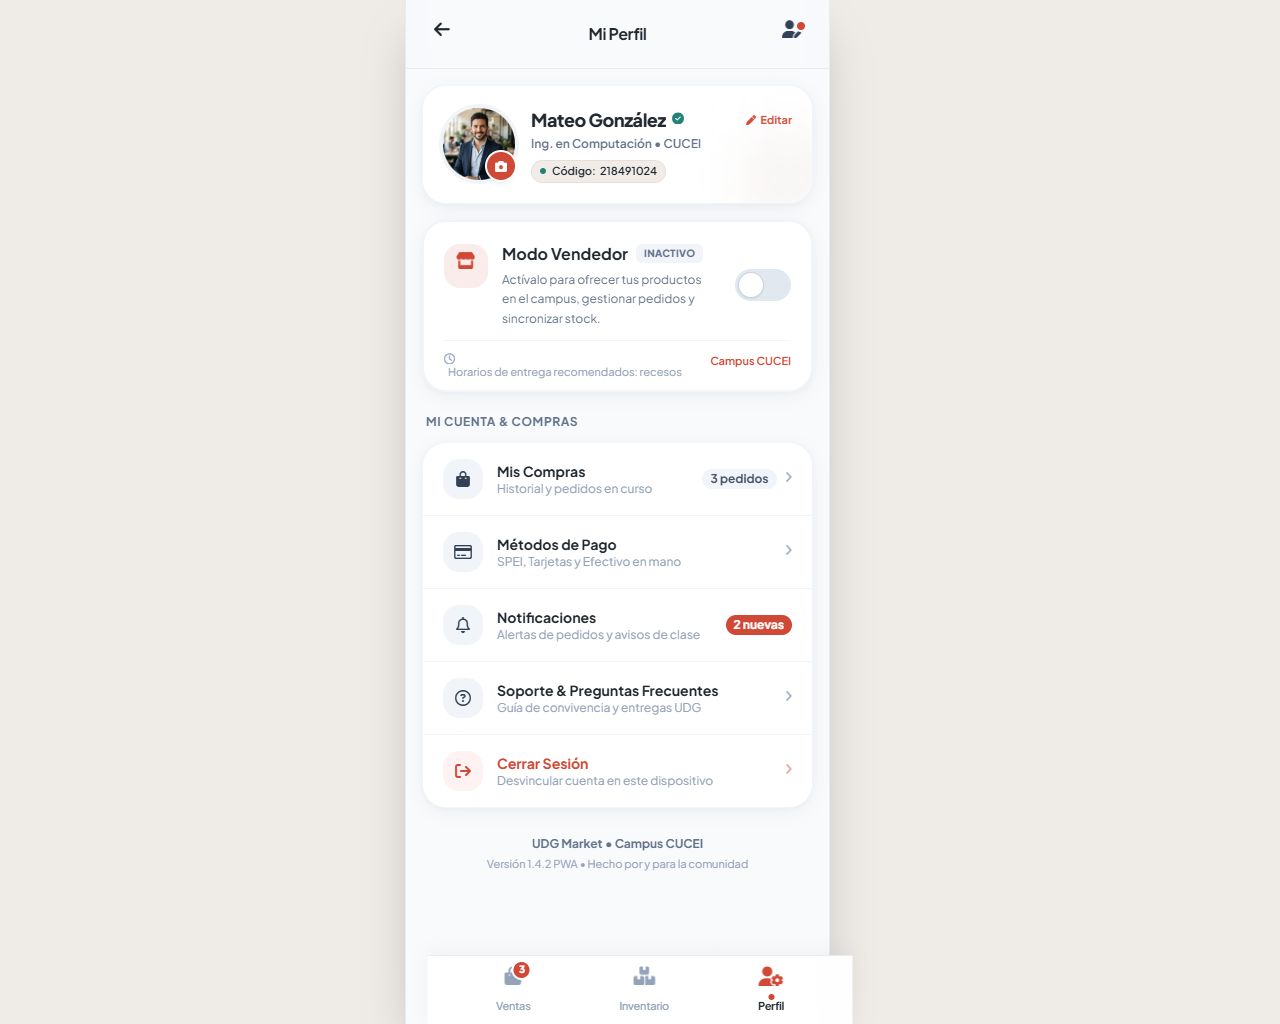 Mi Perfil
Mateo González
Editar
Ing. en Computación • CUCEI
Código: 218491024
Modo Vendedor INACTIVO
Actívalo para ofrecer tus productos
en el campus, gestionar pedidos y
sincronizar stock.
Horarios de entrega recomendados: recesos
Campus CUCEI
MI CUENTA & COMPRAS
Mis Compras
Historial y pedidos en curso
3 pedidos
Métodos de Pago
SPEI, Tarjetas y Efectivo en mano
Notificaciones
Alertas de pedidos y avisos de clase
2 nuevas
Soporte & Preguntas Frecuentes
Guía de convivencia y entregas UDG
Cerrar Sesión
Desvincular cuenta en este dispositivo
UDG Market • Campus CUCEI
Versión 1.4.2 PWA • Hecho por y para la comunidad
3
Ventas
Inventario
Perfil